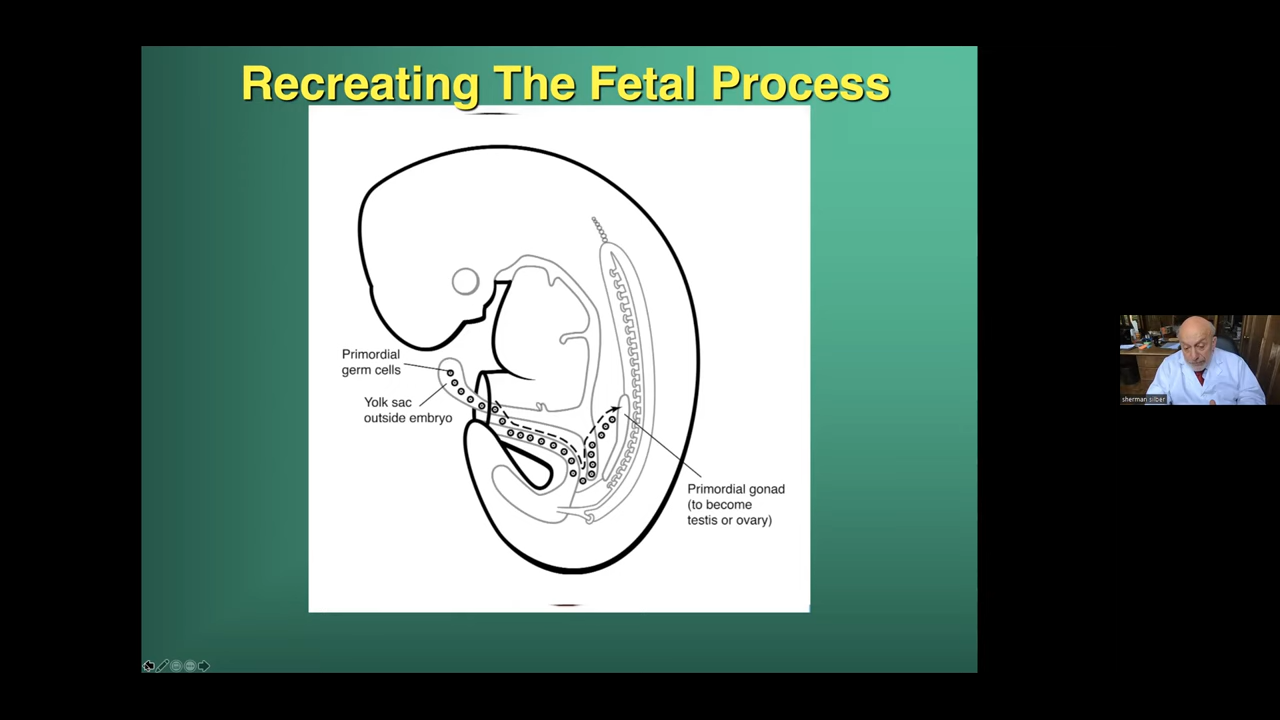 Recreating The Fetal Process
Primordial
germ cells
Yolk sac
outside embryo
Primordial gonad
(to become
testis or ovary)
sherman silber